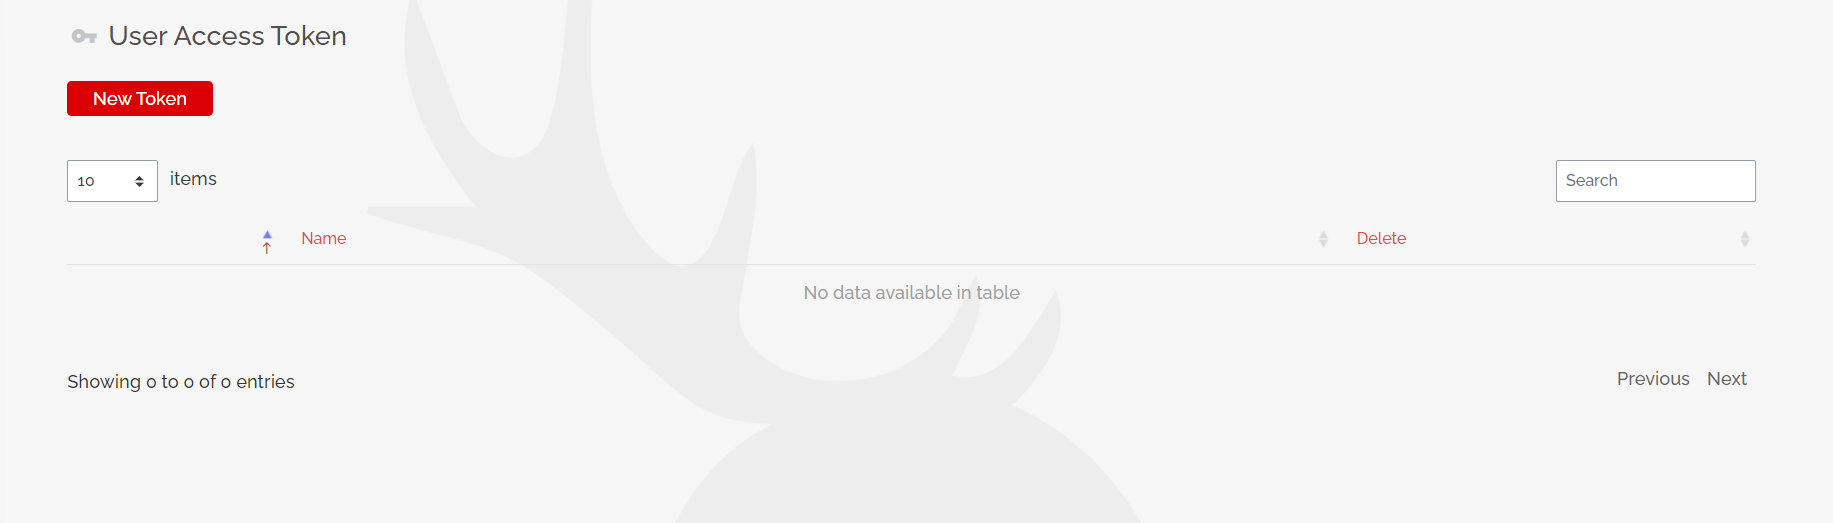 User Access Token
New Token
10 items
Search
Name Delete
No data available in table
Showing 0 to 0 of 0 entries
Previous Next